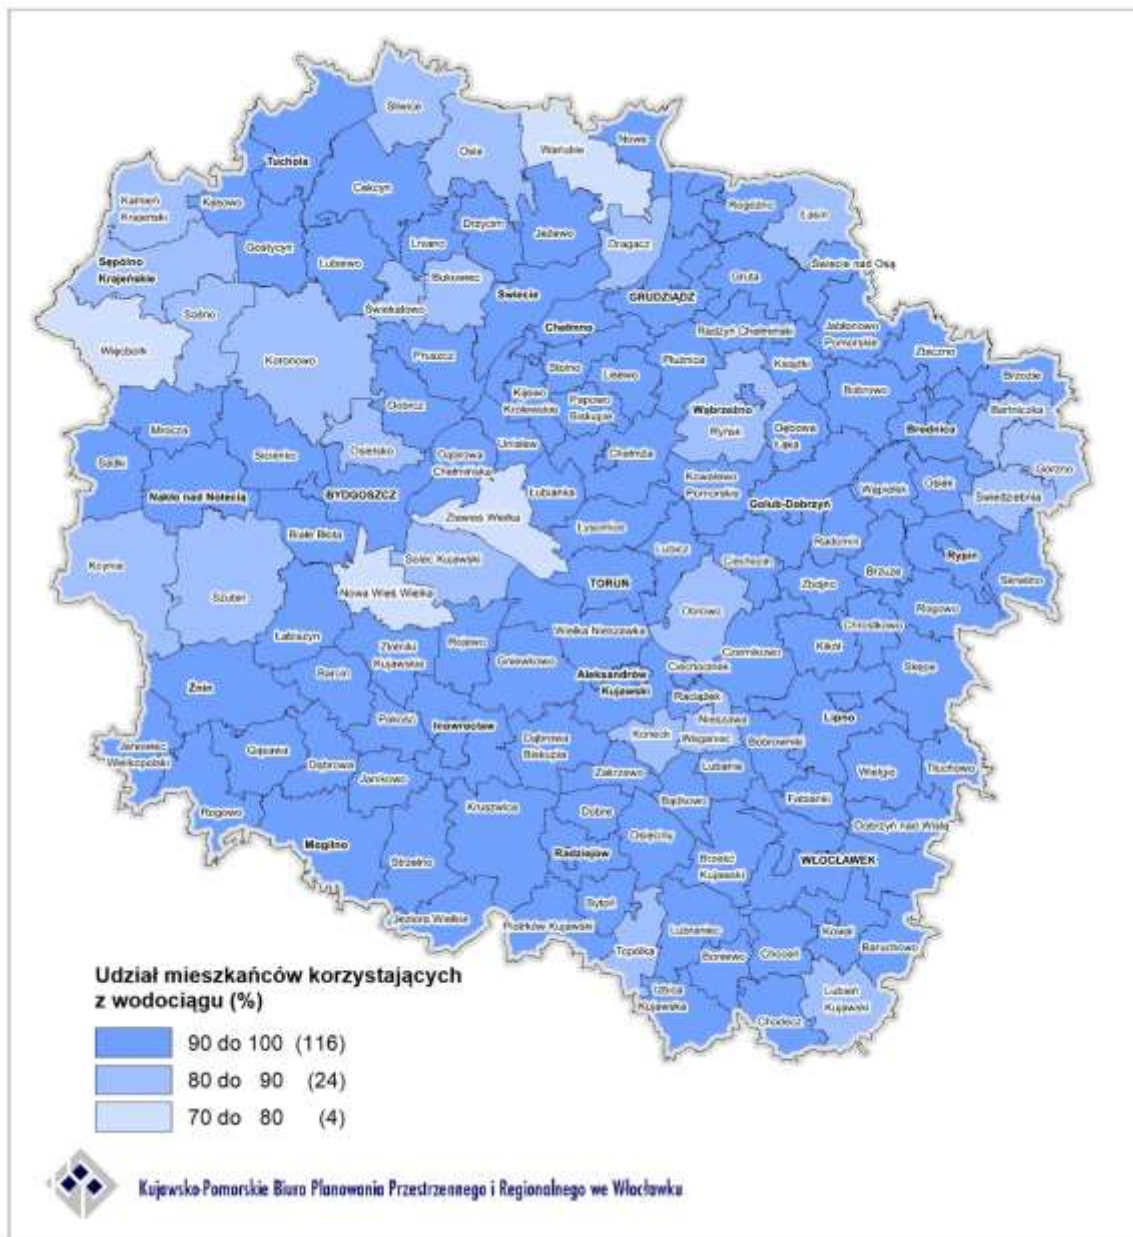 Śliwice
Osie
Warlubie
Nowe
Tuchola
Cekcyn
Kamień
Krajeński
Kęsowo
Rogóźno
Łasin
Drzycim
Gostycyn
Lniano
Jeżewo
Dragacz
Lubiewo
Sępólno
Krajeńskie
Świecie nad Osą
Bukowiec
Gruta
Świecie
GRUDZIĄDZ
Świekatowo
Sośno
Chełmno
Radzyń Chełmiński
Jabłonowo
Pomorskie
Więcbork
Koronowo
Pruszcz
Płużnica
Książki
Zbiczno
Stolno
Lisewo
Brzozie
Bobrowo
Kijewo
Królewskie
Papowo
Biskupie
Dobrcz
Wąbrzeźno
Bartniczka
Mrocza
Ryńsk
Dębowa
Łąka
Brodnica
Unisław
Osielsko
Sicienko
Dąbrowa
Chełmińska
Chełmża
Sadki
Górzno
Kowalewo
Pomorskie
Nakło nad Notecią
BYDGOSZCZ
Łubianka
Wąpielsk
Osiek
Świedziebnia
Golub-Dobrzyń
Zławieś Wielka
Łysomice
Białe Błota
Radomin
Lubicz
Rypin
Solec Kujawski
Ciechocin
Kcynia
Brzuze
Skrwilno
TORUŃ
Zbójno
Nowa Wieś Wielka
Szubin
Obrowo
Rogowo
Chrostkowo
Wielka Nieszawka
Łabiszyn
Rojewo
Złotniki
Kujawskie
Kikół
Czernikowo
Gniewkowo
Ciechocinek
Skępe
Barcin
Aleksandrów
Kujawski
Żnin
Raciążek
Pakość
Nieszawa
Lipno
Inowrocław
Koneck
Waganiec
Dąbrowa
Biskupia
Bobrowniki
Janowiec
Wielkopolski
Gąsawa
Dąbrowa
Lubanie
Tłuchowo
Zakrzewo
Wielgie
Janikowo
Fabianki
Bądkowo
Kruszwica
Rogowo
Dobre
Dobrzyń nad Wisłą
Osięciny
Mogilno
Radziejów
Brześć
Kujawski
WŁOCŁAWEK
Strzelno
Bytoń
Jeziora Wielkie
Piotrków Kujawski
Lubraniec
Kowal
Baruchowo
Topólka
Boniewo
Choceń
Izbica
Kujawska
Lubień
Kujawski
Chodecz
Udział mieszkańców korzystających
z wodociągu (%)
90 do 100 (116)
80 do 90 (24)
70 do 80 (4)
Kujawsko-Pomorskie Biuro Planowania Przestrzennego i Regionalnego we Włocławku